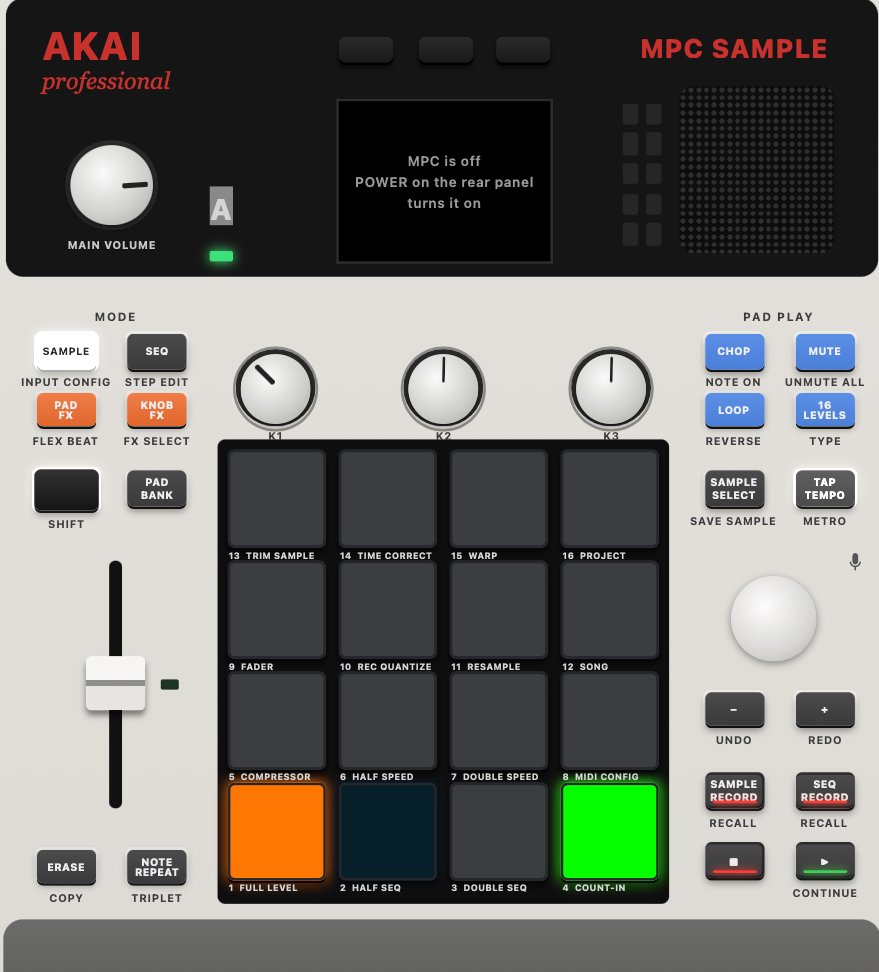 AKAI
professional
MPC SAMPLE
MPC is off
POWER on the rear panel
turns it on
A
MAIN VOLUME
MODE
PAD PLAY
SAMPLE
SEQ
CHOP
MUTE
INPUT CONFIG
STEP EDIT
NOTE ON
UNMUTE ALL
PAD
FX
KNOB
FX
LOOP
16
LEVELS
FLEX BEAT
FX SELECT
K1
K2
K3
REVERSE
TYPE
PAD
BANK
SAMPLE
SELECT
TAP
TEMPO
SHIFT
SAVE SAMPLE
METRO
13 TRIM SAMPLE
14 TIME CORRECT
15 WARP
16 PROJECT
9 FADER
10 REC QUANTIZE
11 RESAMPLE
12 SONG
−
+
UNDO
REDO
5 COMPRESSOR
6 HALF SPEED
7 DOUBLE SPEED
8 MIDI CONFIG
SAMPLE
RECORD
SEQ
RECORD
RECALL
RECALL
ERASE
NOTE
REPEAT
COPY
TRIPLET
1 FULL LEVEL
2 HALF SEQ
3 DOUBLE SEQ
4 COUNT-IN
CONTINUE